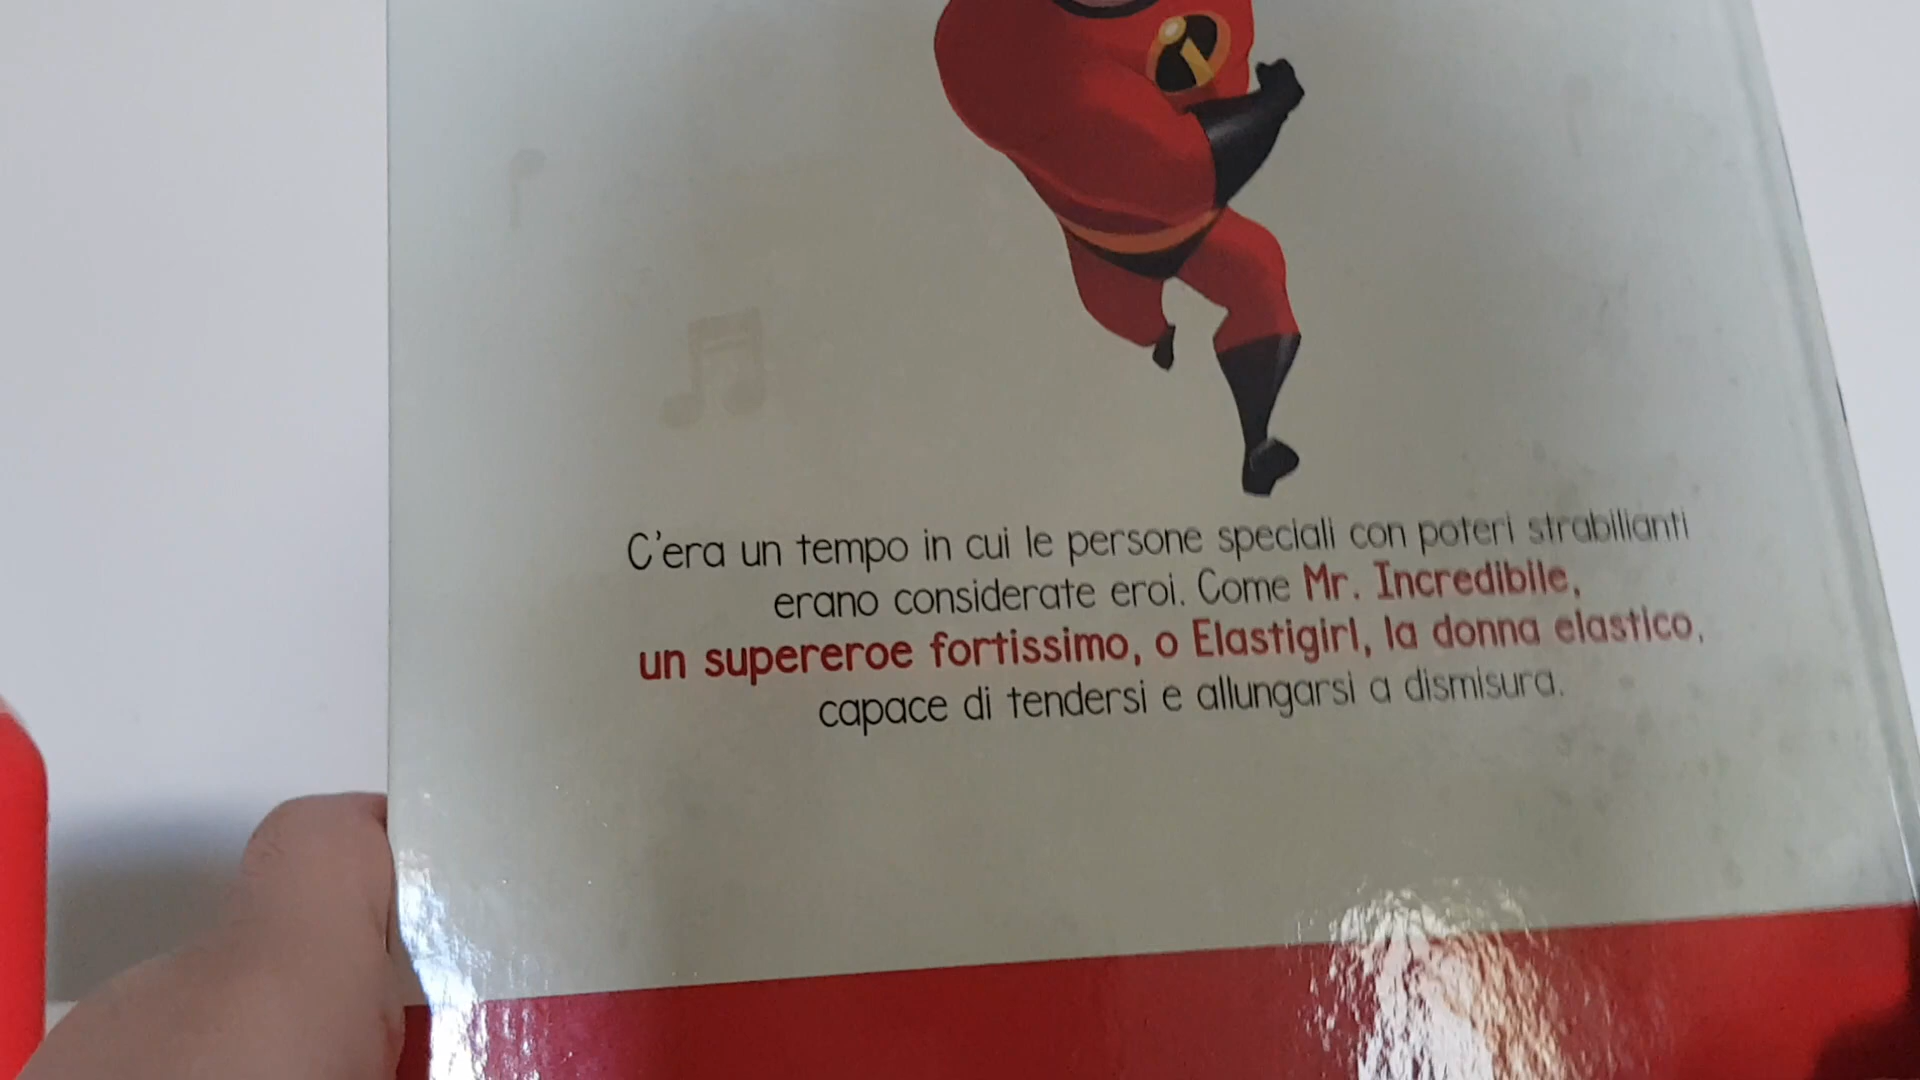 C'era un tempo in cui le persone speciali con poteri strabilianti
erano considerate eroi. Come Mr. Incredibile,
un supereroe fortissimo, o Elastigirl, la donna elastico,
capace di tendersi e allungarsi a dismisura.